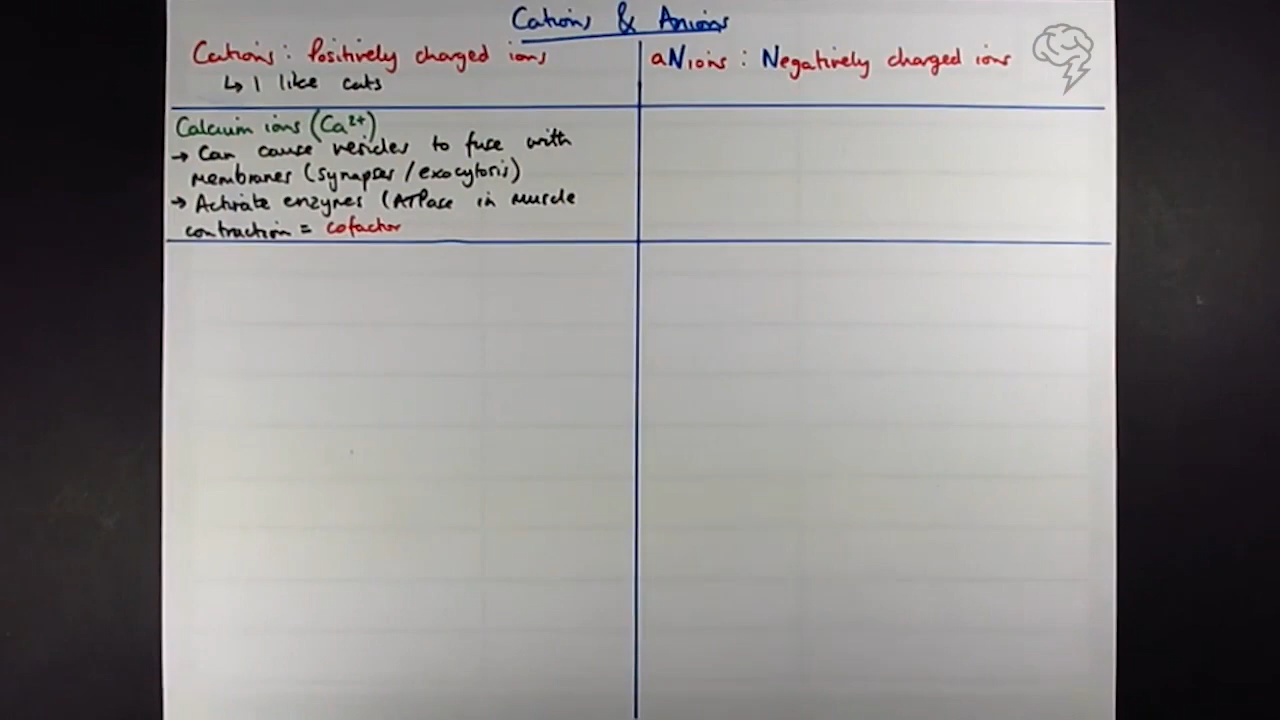 Cations & Anions
Cations : Positively charged ions
↳ I like cats
aNions : Negatively charged ions
Calcium ions (Ca²⁺)
→ Can cause vesicles to fuse with
membranes (synapses / exocytosis)
→ Activate enzymes (ATPase in muscle
contraction = cofactor